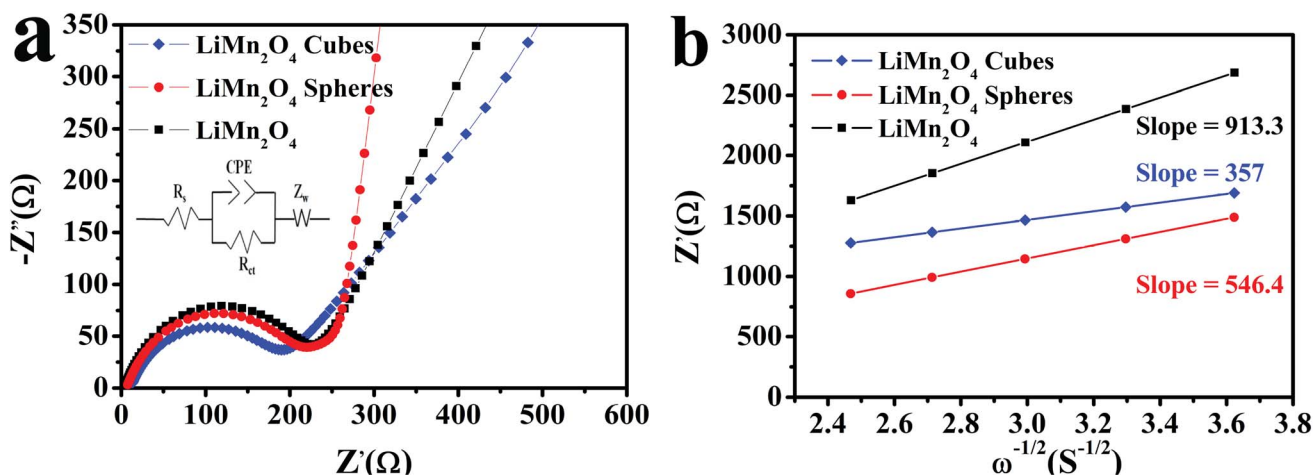 a
350
300
250
200
150
100
50
0
-Z"(Ω)
LiMn₂O₄ Cubes
LiMn₂O₄ Spheres
LiMn₂O₄
CPE
Rₛ
Z_w
R_ct
0 100 200 300 400 500 600
Z'(Ω)
b
3000
2500
2000
1500
1000
500
0
Z'(Ω)
LiMn₂O₄ Cubes
LiMn₂O₄ Spheres
LiMn₂O₄
Slope = 913.3
Slope = 357
Slope = 546.4
2.4 2.6 2.8 3.0 3.2 3.4 3.6 3.8
ω⁻¹/²(S⁻¹/²)